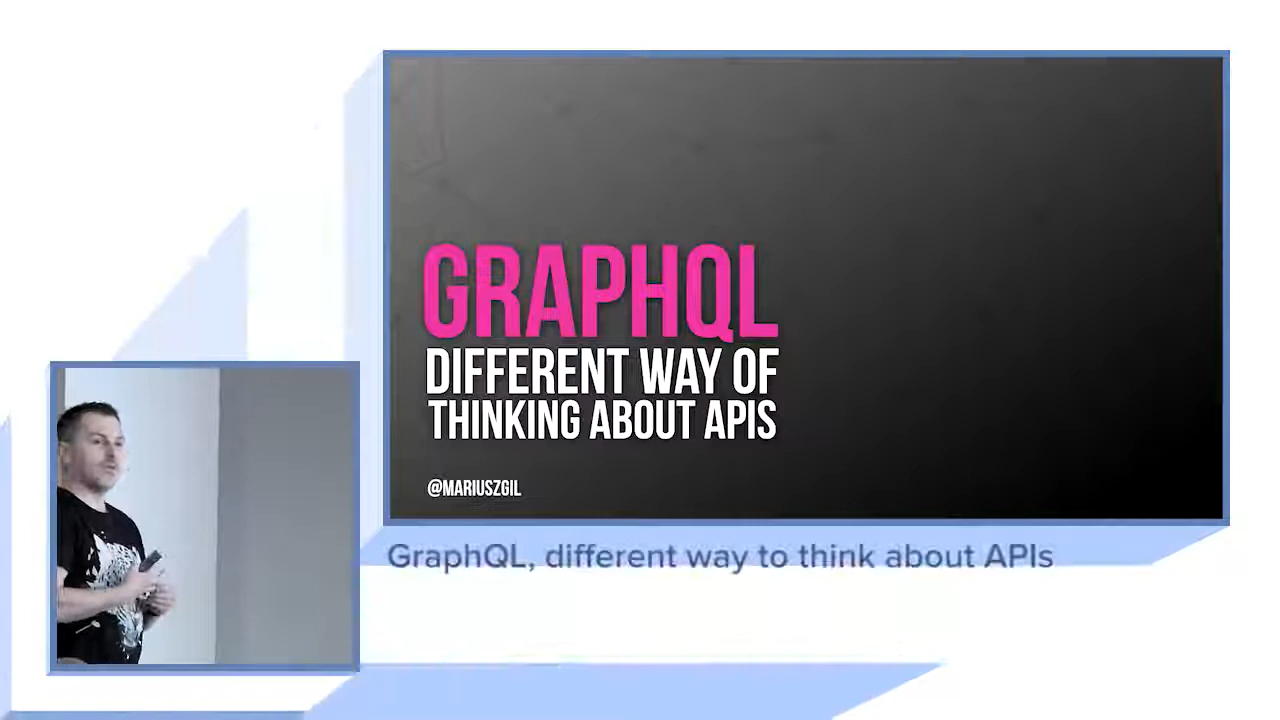 GRAPHQL
DIFFERENT WAY OF
THINKING ABOUT APIS
@MARIUSZGIL
GraphQL, different way to think about APIs